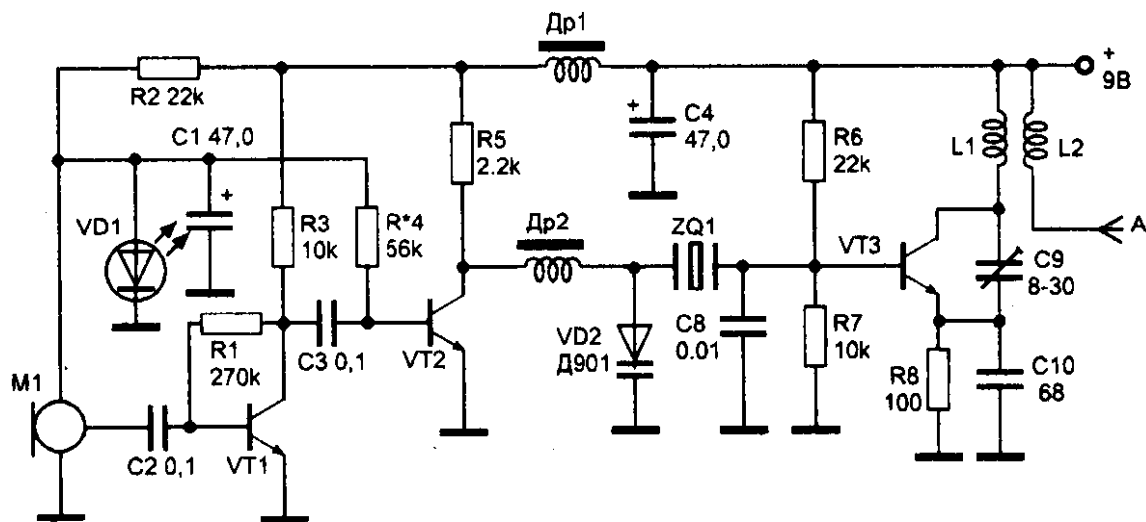 Др1
+
9В
R2 22k
C1 47,0
+
VD1
R3
10k
R*4
56k
R5
2.2k
+
C4
47,0
R6
22k
L1
L2
A
Др2
ZQ1
VT3
C9
8-30
R1
270k
C3 0,1
VT2
VD2
Д901
C8
0.01
R7
10k
R8
100
C10
68
M1
C2 0,1
VT1